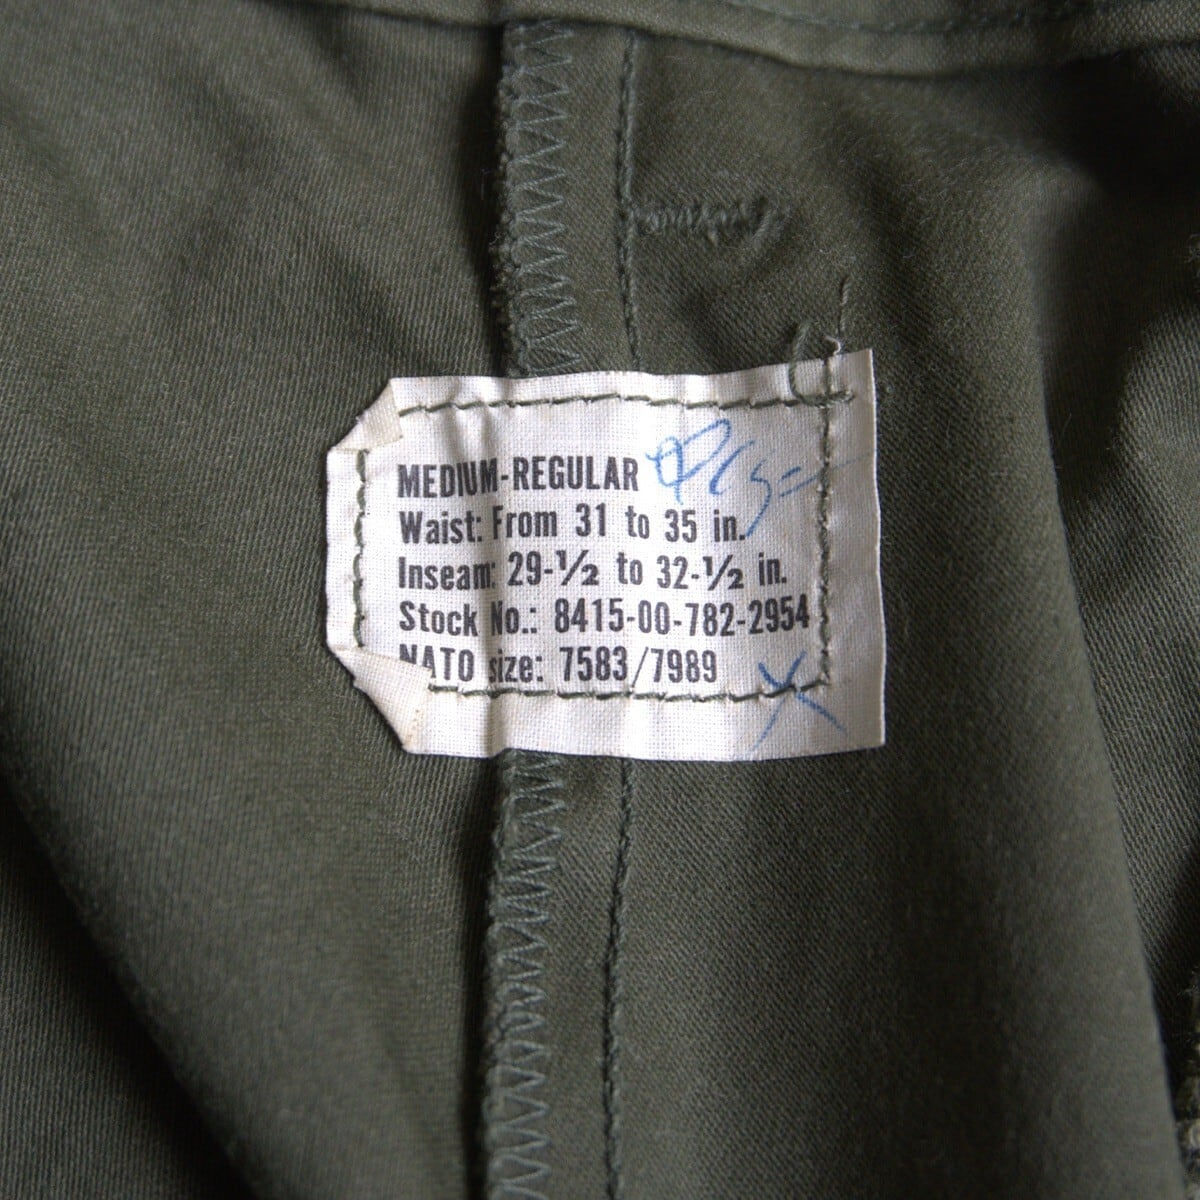 MEDIUM-REGULAR
Waist: From 31 to 35 in.
Inseam: 29-½ to 32-½ in.
Stock No.: 8415-00-782-2954
NATO size: 7583/7989
X